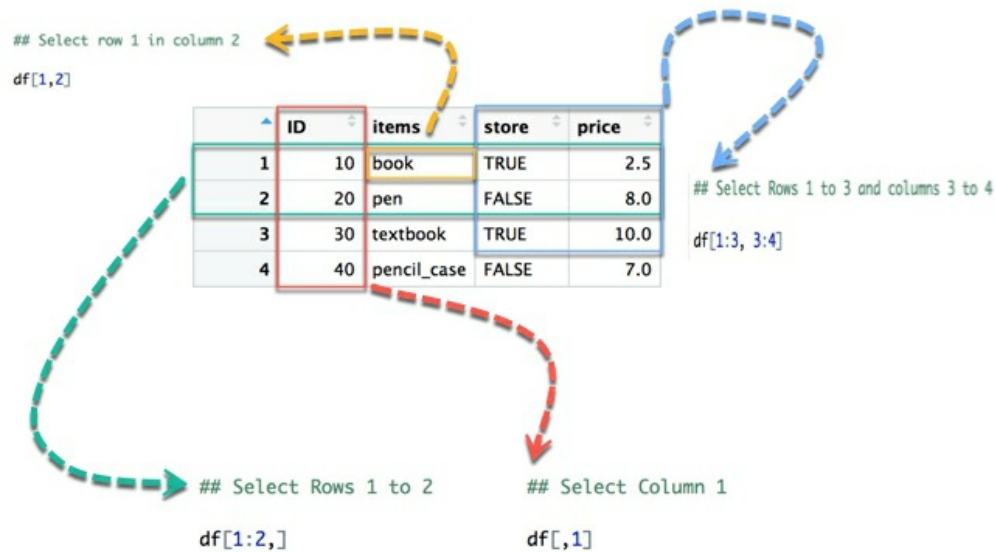 ## Select row 1 in column 2
df[1,2]
ID items store price
1 10 book TRUE 2.5
2 20 pen FALSE 8.0
3 30 textbook TRUE 10.0
4 40 pencil_case FALSE 7.0
## Select Rows 1 to 3 and columns 3 to 4
df[1:3, 3:4]
## Select Rows 1 to 2
df[1:2,]
## Select Column 1
df[,1]